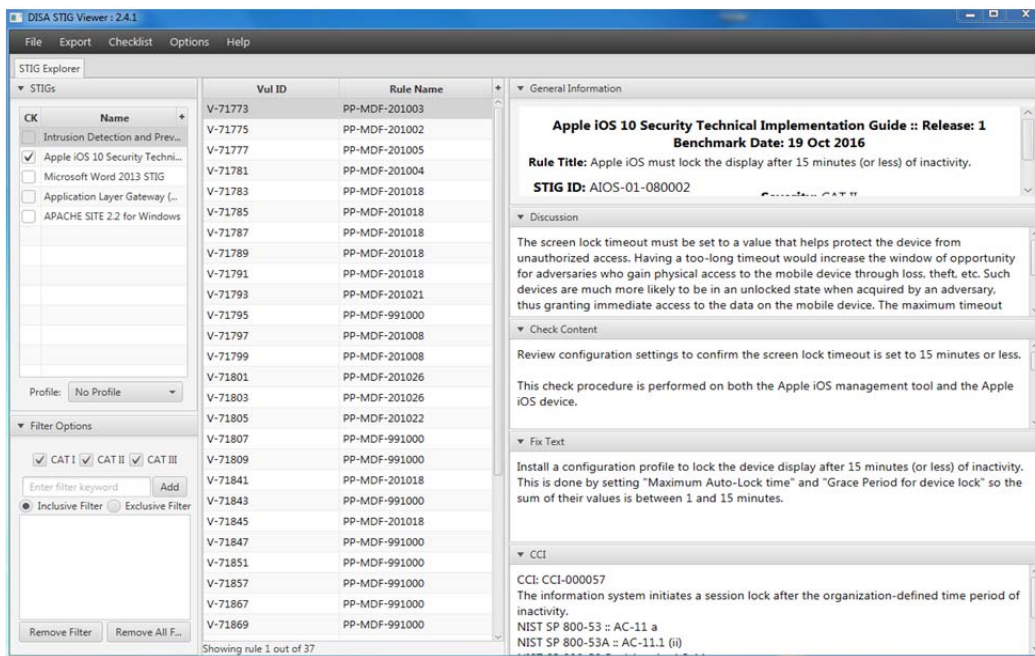 DISA STIG Viewer : 2.4.1
File Export Checklist Options Help
STIG Explorer
STIGs
CK Name +
Intrusion Detection and Prev...
Apple iOS 10 Security Techni...
Microsoft Word 2013 STIG
Application Layer Gateway (...
APACHE SITE 2.2 for Windows
Profile: No Profile
Filter Options
CAT I CAT II CAT III
Enter filter keyword Add
Inclusive Filter Exclusive Filter
Remove Filter Remove All F...
Vul ID Rule Name +
V-71773 PP-MDF-201003
V-71775 PP-MDF-201002
V-71777 PP-MDF-201005
V-71781 PP-MDF-201004
V-71783 PP-MDF-201018
V-71785 PP-MDF-201018
V-71787 PP-MDF-201018
V-71789 PP-MDF-201018
V-71791 PP-MDF-201018
V-71793 PP-MDF-201021
V-71795 PP-MDF-991000
V-71797 PP-MDF-201008
V-71799 PP-MDF-201008
V-71801 PP-MDF-201026
V-71803 PP-MDF-201026
V-71805 PP-MDF-201022
V-71807 PP-MDF-991000
V-71809 PP-MDF-991000
V-71841 PP-MDF-201018
V-71843 PP-MDF-991000
V-71845 PP-MDF-201018
V-71847 PP-MDF-991000
V-71851 PP-MDF-991000
V-71857 PP-MDF-991000
V-71867 PP-MDF-991000
V-71869 PP-MDF-991000
Showing rule 1 out of 37
General Information
Apple iOS 10 Security Technical Implementation Guide :: Release: 1
Benchmark Date: 19 Oct 2016
Rule Title: Apple iOS must lock the display after 15 minutes (or less) of inactivity.
STIG ID: AIOS-01-080002
Severity: CAT II
Discussion
The screen lock timeout must be set to a value that helps protect the device from
unauthorized access. Having a too-long timeout would increase the window of opportunity
for adversaries who gain physical access to the mobile device through loss, theft, etc. Such
devices are much more likely to be in an unlocked state when acquired by an adversary,
thus granting immediate access to the data on the mobile device. The maximum timeout
Check Content
Review configuration settings to confirm the screen lock timeout is set to 15 minutes or less.
This check procedure is performed on both the Apple iOS management tool and the Apple
iOS device.
Fix Text
Install a configuration profile to lock the device display after 15 minutes (or less) of inactivity.
This is done by setting "Maximum Auto-Lock time" and "Grace Period for device lock" so the
sum of their values is between 1 and 15 minutes.
CCI
CCI: CCI-000057
The information system initiates a session lock after the organization-defined time period of
inactivity.
NIST SP 800-53 :: AC-11 a
NIST SP 800-53A :: AC-11.1 (ii)